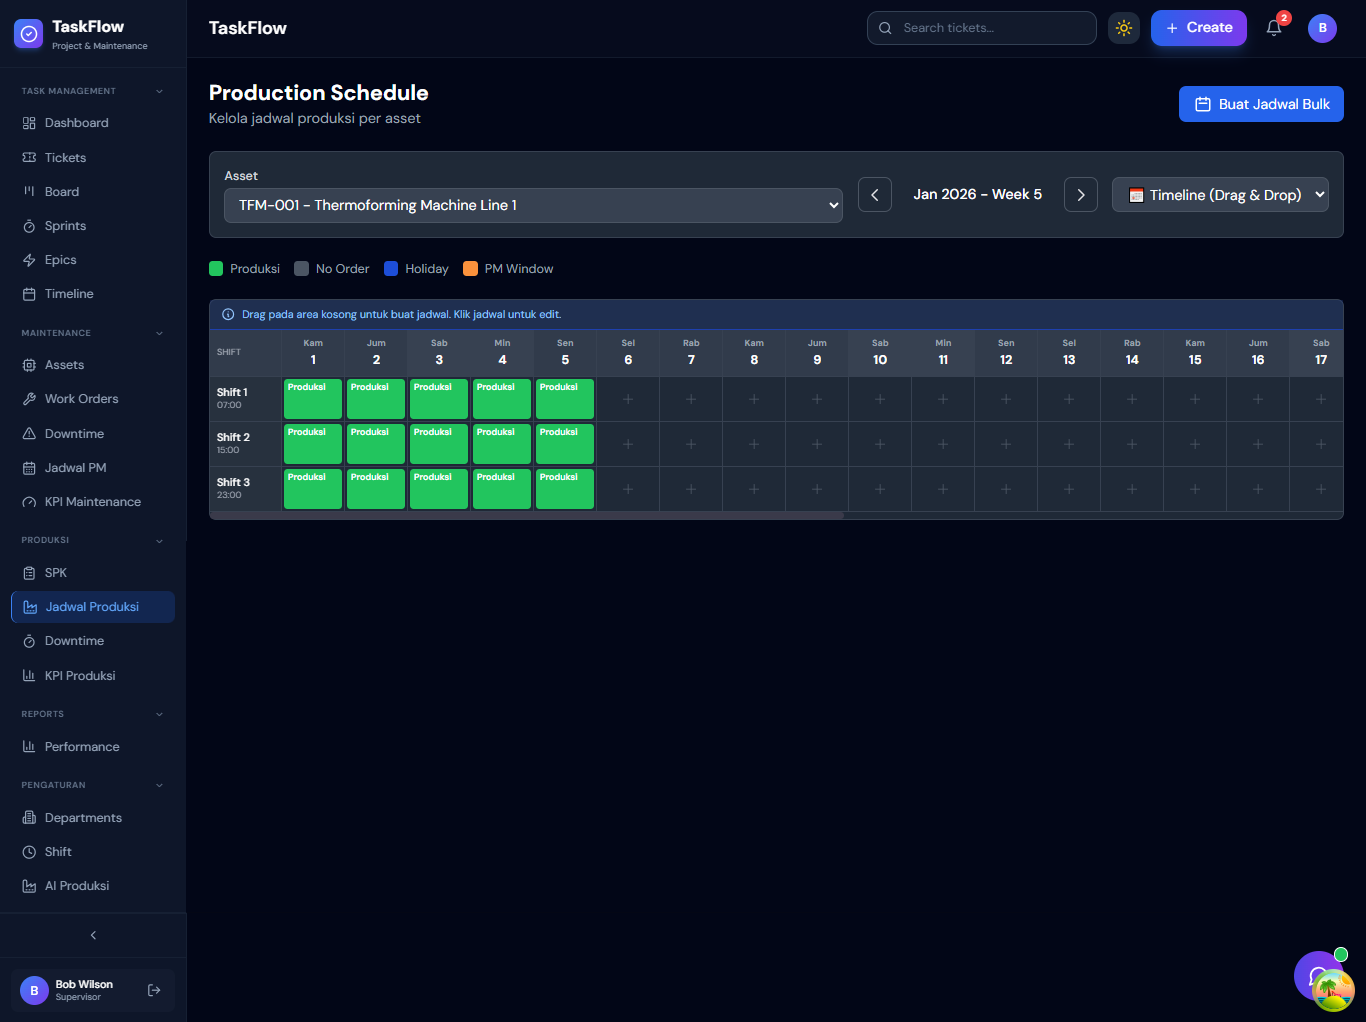 TaskFlow
Project & Maintenance
TASK MANAGEMENT
Dashboard
Tickets
Board
Sprints
Epics
Timeline
MAINTENANCE
Assets
Work Orders
Downtime
Jadwal PM
KPI Maintenance
PRODUKSI
SPK
Jadwal Produksi
Downtime
KPI Produksi
REPORTS
Performance
PENGATURAN
Departments
Shift
AI Produksi
B
Bob Wilson
Supervisor
TaskFlow
Search tickets...
+ Create
2
B
Production Schedule
Kelola jadwal produksi per asset
Buat Jadwal Bulk
Asset
TFM-001 - Thermoforming Machine Line 1
Jan 2026 - Week 5
Timeline (Drag & Drop)
Produksi No Order Holiday PM Window
Drag pada area kosong untuk buat jadwal. Klik jadwal untuk edit.
SHIFT Kam 1 Jum 2 Sab 3 Min 4 Sen 5 Sel 6 Rab 7 Kam 8 Jum 9 Sab 10 Min 11 Sen 12 Sel 13 Rab 14 Kam 15 Jum 16 Sab 17
Shift 1 07:00 Produksi Produksi Produksi Produksi Produksi + + + + + + + + + + + +
Shift 2 15:00 Produksi Produksi Produksi Produksi Produksi + + + + + + + + + + + +
Shift 3 23:00 Produksi Produksi Produksi Produksi Produksi + + + + + + + + + + + +